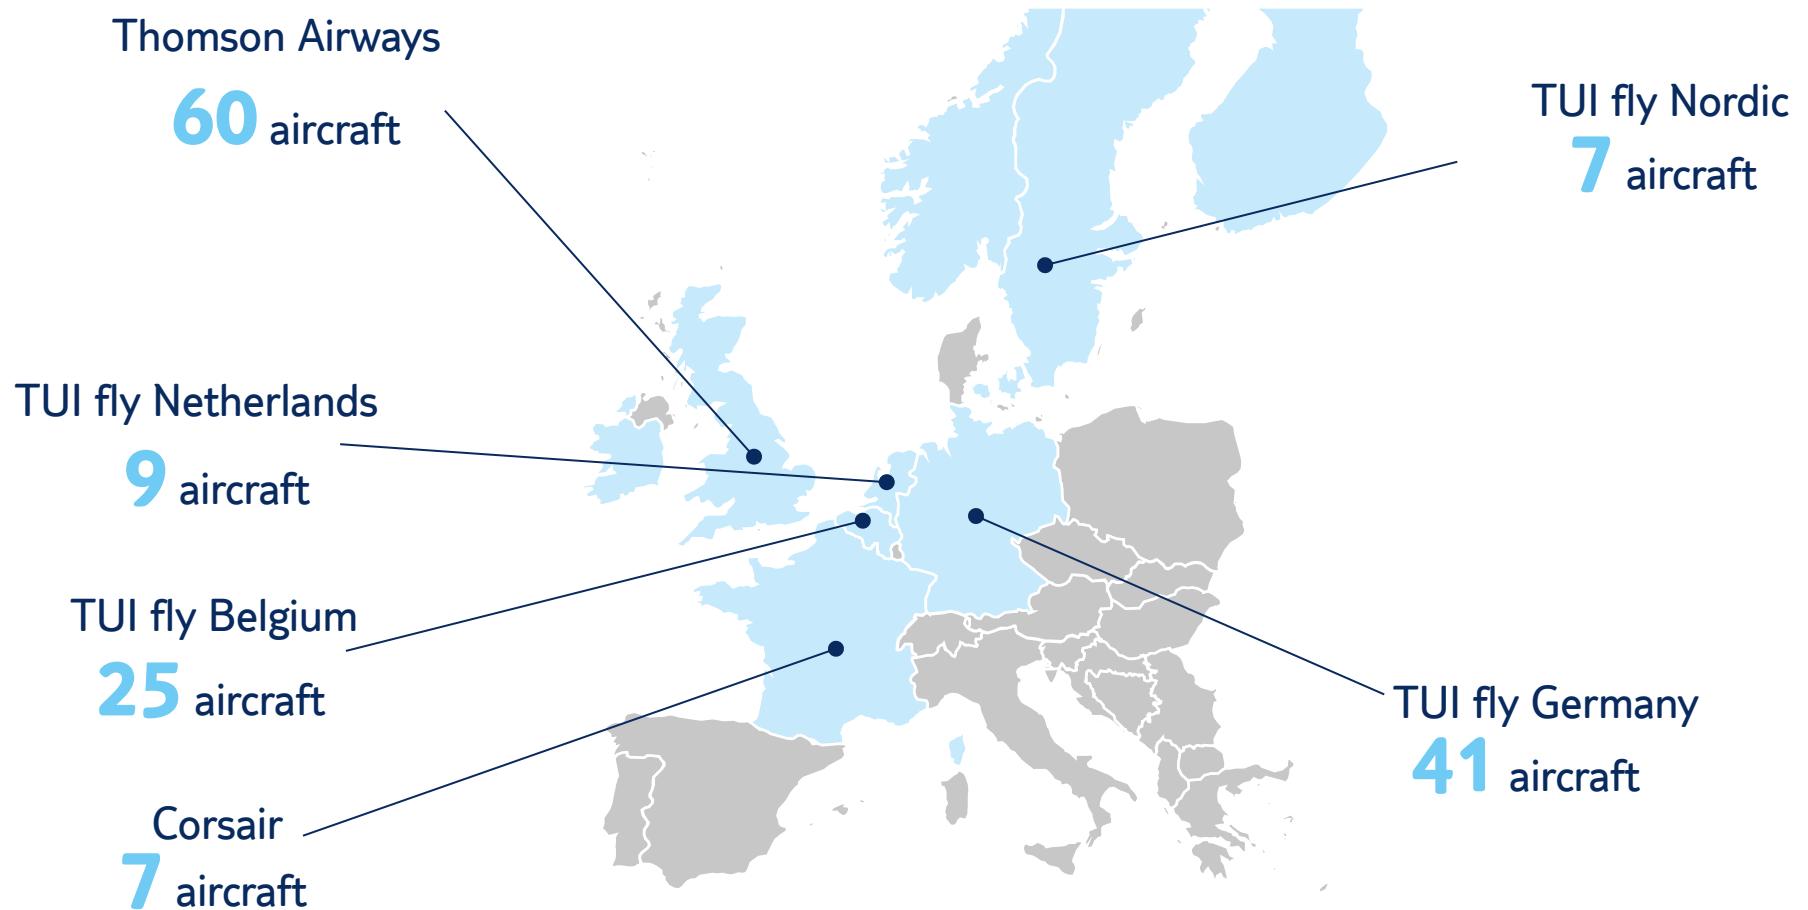 Thomson Airways
60 aircraft
TUI fly Nordic
7 aircraft
TUI fly Netherlands
9 aircraft
TUI fly Belgium
25 aircraft
TUI fly Germany
41 aircraft
Corsair
7 aircraft